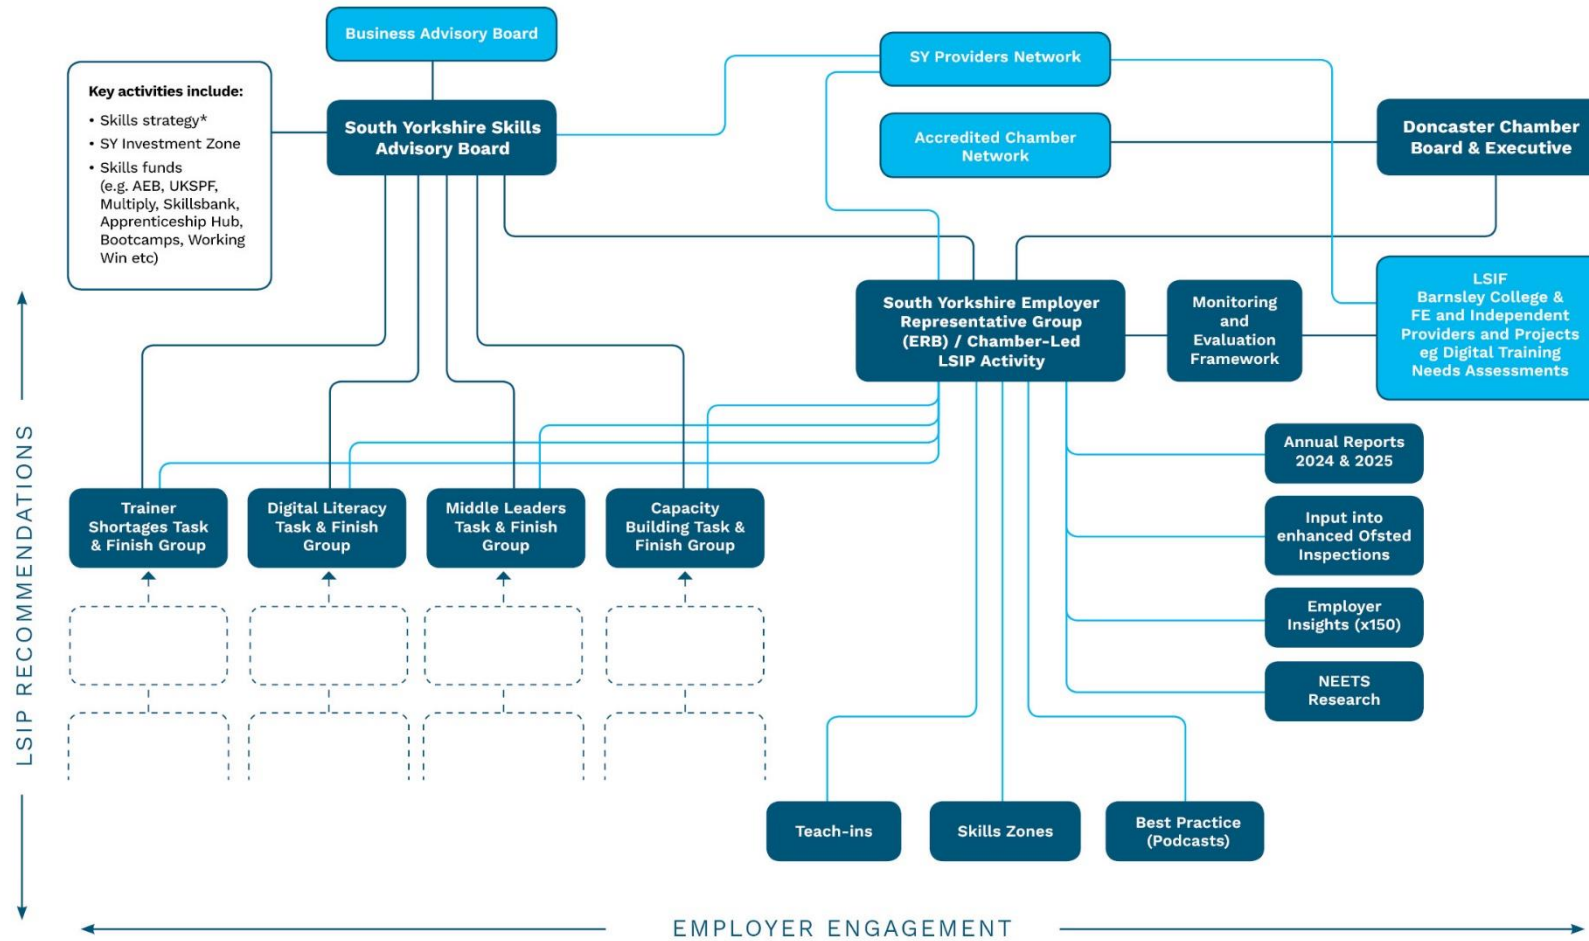 Business Advisory Board
SY Providers Network
Key activities include:
• Skills strategy*
• SY Investment Zone
• Skills funds
(e.g. AEB, UKSPF,
Multiply, Skillsbank,
Apprenticeship Hub,
Bootcamps, Working
Win etc)
South Yorkshire Skills
Advisory Board
Accredited Chamber
Network
Doncaster Chamber
Board & Executive
South Yorkshire Employer
Representative Group
(ERB) / Chamber-Led
LSIP Activity
Monitoring
and
Evaluation
Framework
LSIF
Barnsley College &
FE and Independent
Providers and Projects
eg Digital Training
Needs Assessments
LSIP RECOMMENDATIONS
Trainer
Shortages Task
& Finish Group
Digital Literacy
Task & Finish
Group
Middle Leaders
Task & Finish
Group
Capacity
Building Task &
Finish Group
Annual Reports
2024 & 2025
Input into
enhanced Ofsted
Inspections
Employer
Insights (x150)
NEETS
Research
Teach-ins
Skills Zones
Best Practice
(Podcasts)
EMPLOYER ENGAGEMENT